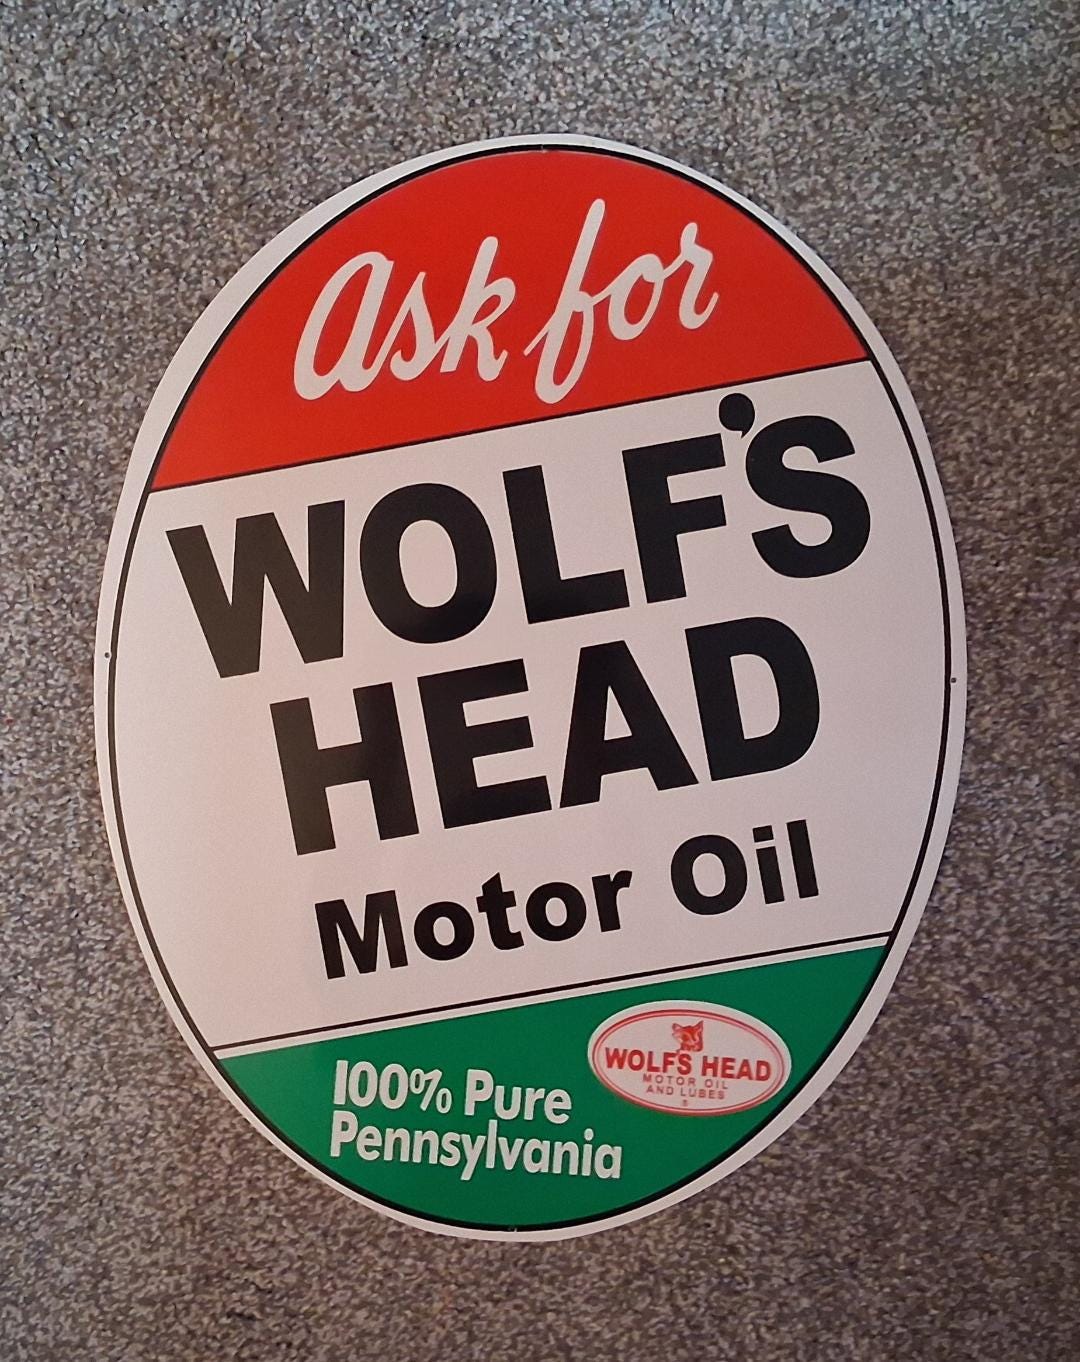 Ask for
WOLF'S
HEAD
Motor Oil
100% Pure
Pennsylvania
WOLF'S HEAD
MOTOR OIL
AND LUBES
®